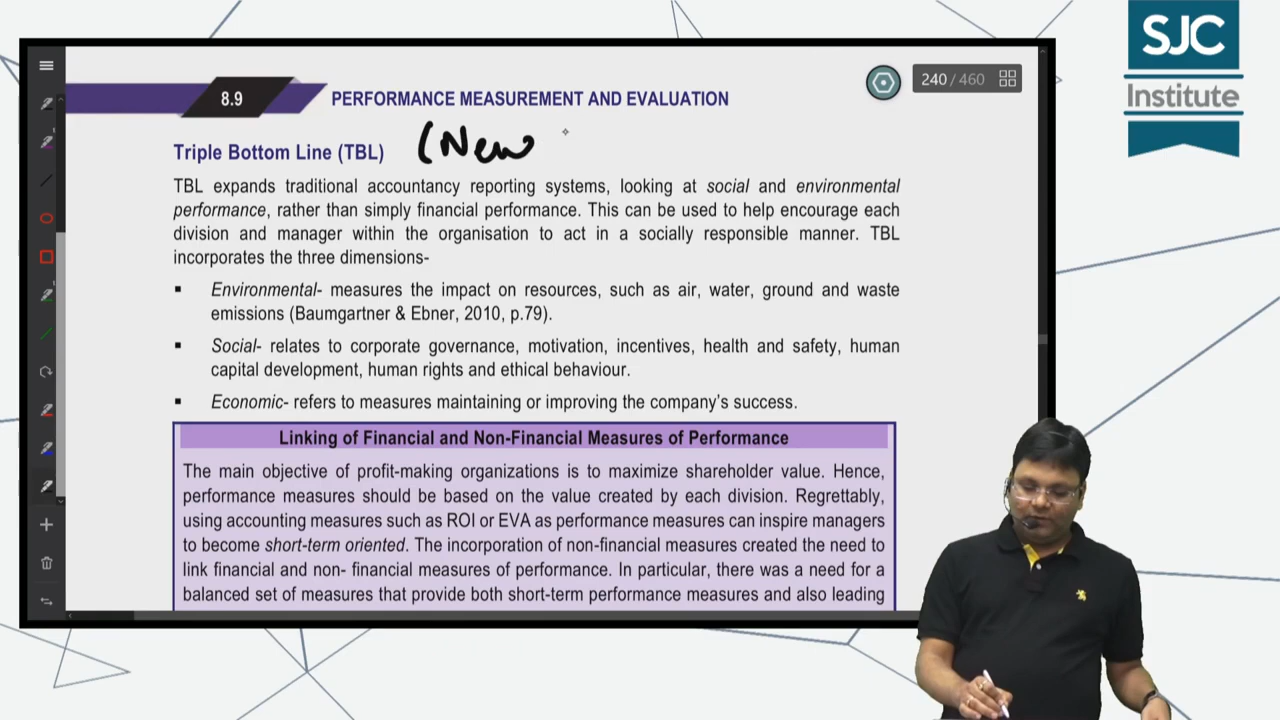 SJC
Institute
240 / 460
8.9
PERFORMANCE MEASUREMENT AND EVALUATION
Triple Bottom Line (TBL) (New
TBL expands traditional accountancy reporting systems, looking at social and environmental
performance, rather than simply financial performance. This can be used to help encourage each
division and manager within the organisation to act in a socially responsible manner. TBL
incorporates the three dimensions-
▪ Environmental- measures the impact on resources, such as air, water, ground and waste
emissions (Baumgartner & Ebner, 2010, p.79).
▪ Social- relates to corporate governance, motivation, incentives, health and safety, human
capital development, human rights and ethical behaviour.
▪ Economic- refers to measures maintaining or improving the company's success.
Linking of Financial and Non-Financial Measures of Performance
The main objective of profit-making organizations is to maximize shareholder value. Hence,
performance measures should be based on the value created by each division. Regrettably,
using accounting measures such as ROI or EVA as performance measures can inspire managers
to become short-term oriented. The incorporation of non-financial measures created the need to
link financial and non- financial measures of performance. In particular, there was a need for a
balanced set of measures that provide both short-term performance measures and also leading